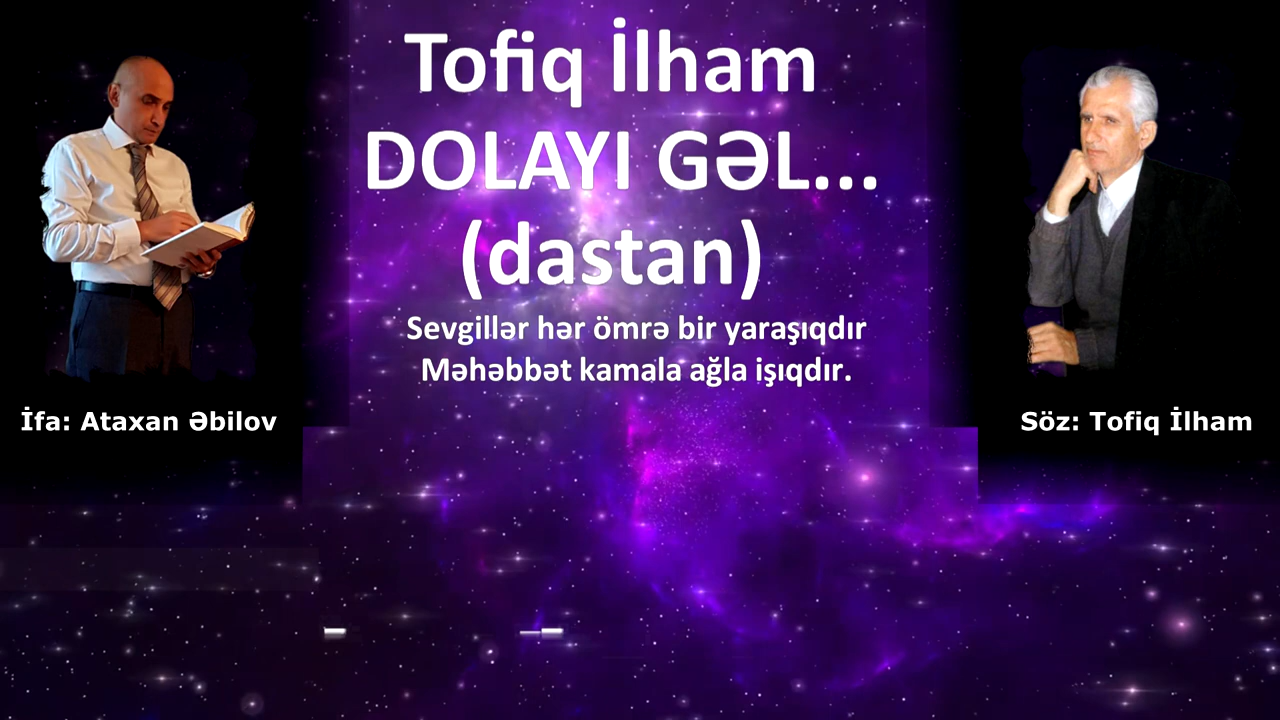 Tofiq İlham
DOLAYI GƏL...
(dastan)
Sevgillər hər ömrə bir yaraşıqdır
Məhəbbət kamala ağla işıqdır.
İfa: Ataxan Əbilov
Söz: Tofiq İlham